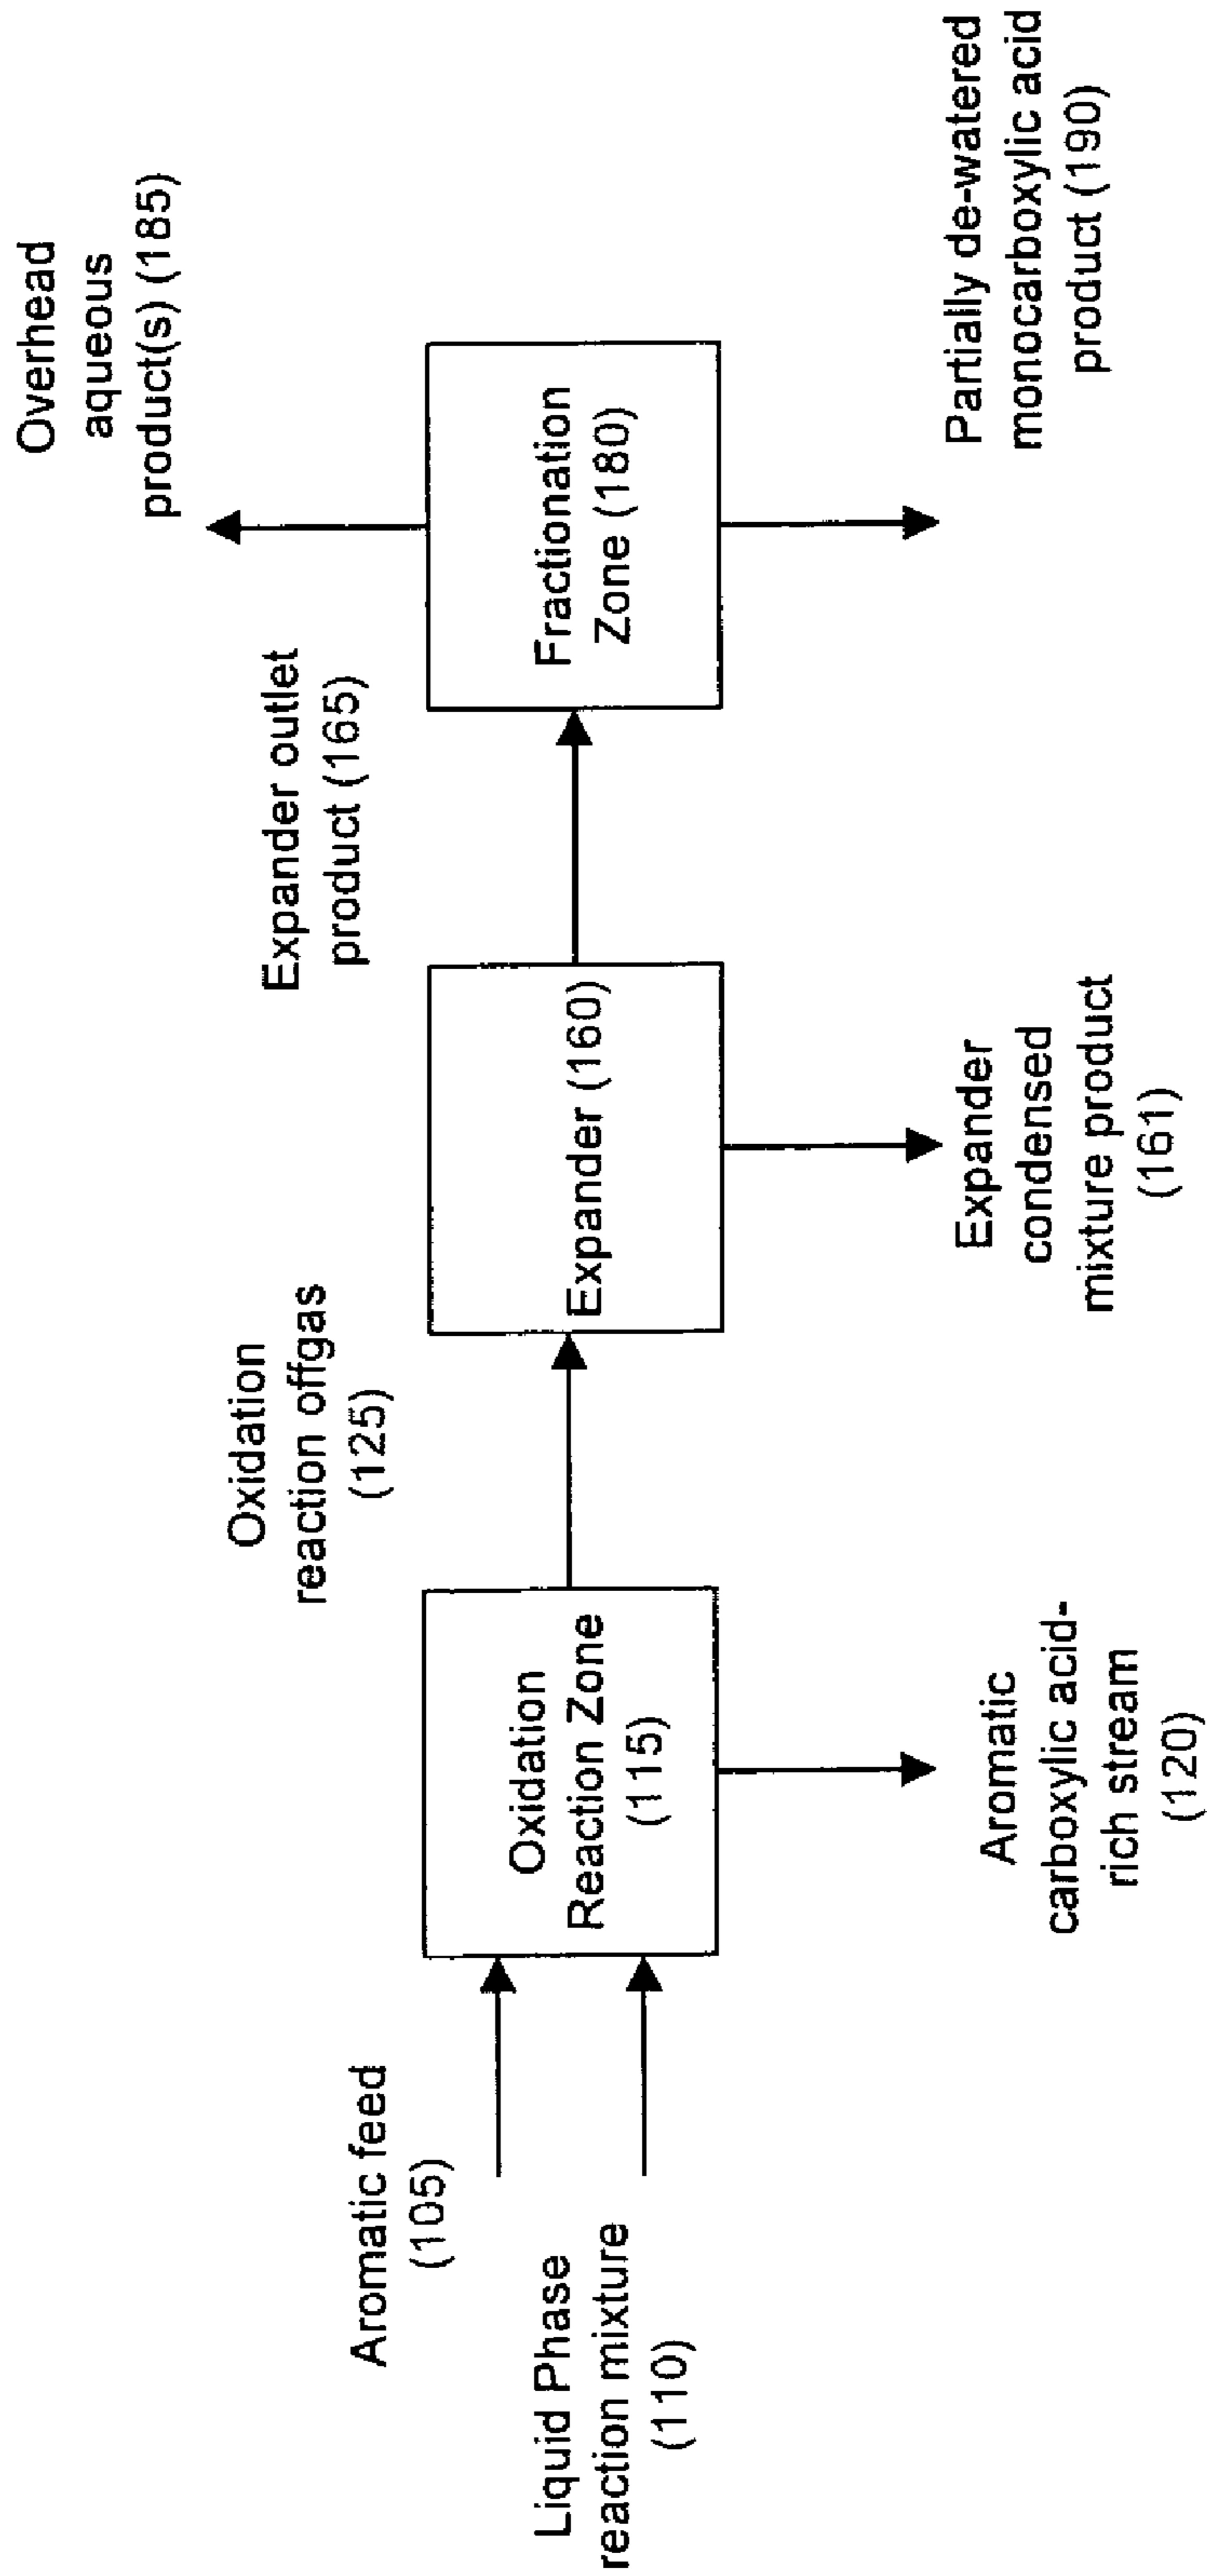 Aromatic feed
(105)
Liquid Phase
reaction mixture
(110)
Oxidation
Reaction Zone
(115)
Aromatic
carboxylic acid-
rich stream
(120)
Oxidation
reaction offgas
(125)
Expander (160)
Expander
condensed
mixture product
(161)
Expander outlet
product (165)
Fractionation
Zone (180)
Overhead
aqueous
product(s) (185)
Partially de-watered
monocarboxylic acid
product (190)